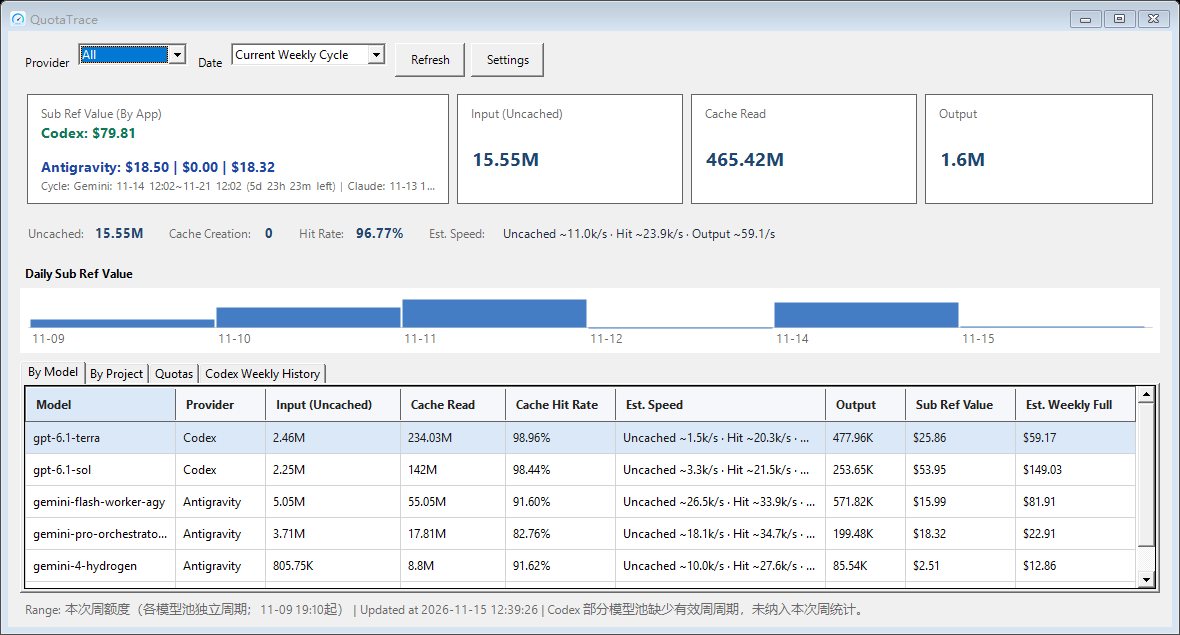 QuotaTrace
Provider All Date Current Weekly Cycle Refresh Settings
Sub Ref Value (By App)
Codex: $79.81
Antigravity: $18.50 | $0.00 | $18.32
Cycle: Gemini: 11-14 12:02~11-21 12:02 (5d 23h 23m left) | Claude: 11-13 1...
Input (Uncached)
15.55M
Cache Read
465.42M
Output
1.6M
Uncached: 15.55M Cache Creation: 0 Hit Rate: 96.77% Est. Speed: Uncached ~11.0k/s · Hit ~23.9k/s · Output ~59.1/s
Daily Sub Ref Value
11-09 11-10 11-11 11-12 11-14 11-15
By Model By Project Quotas Codex Weekly History
Model Provider Input (Uncached) Cache Read Cache Hit Rate Est. Speed Output Sub Ref Value Est. Weekly Full
gpt-6.1-terra Codex 2.46M 234.03M 98.96% Uncached ~1.5k/s · Hit ~20.3k/s · ... 477.96K $25.86 $59.17
gpt-6.1-sol Codex 2.25M 142M 98.44% Uncached ~3.3k/s · Hit ~21.5k/s · ... 253.65K $53.95 $149.03
gemini-flash-worker-agy Antigravity 5.05M 55.05M 91.60% Uncached ~26.5k/s · Hit ~33.9k/s · ... 571.82K $15.99 $81.91
gemini-pro-orchestrato... Antigravity 3.71M 17.81M 82.76% Uncached ~18.1k/s · Hit ~34.7k/s · ... 199.48K $18.32 $22.91
gemini-4-hydrogen Antigravity 805.75K 8.8M 91.62% Uncached ~10.0k/s · Hit ~27.6k/s · ... 85.54K $2.51 $12.86
Range: 本次周额度（各模型池独立周期；11-09 19:10起） | Updated at 2026-11-15 12:39:26 | Codex 部分模型池缺少有效周周期，未纳入本次周统计。